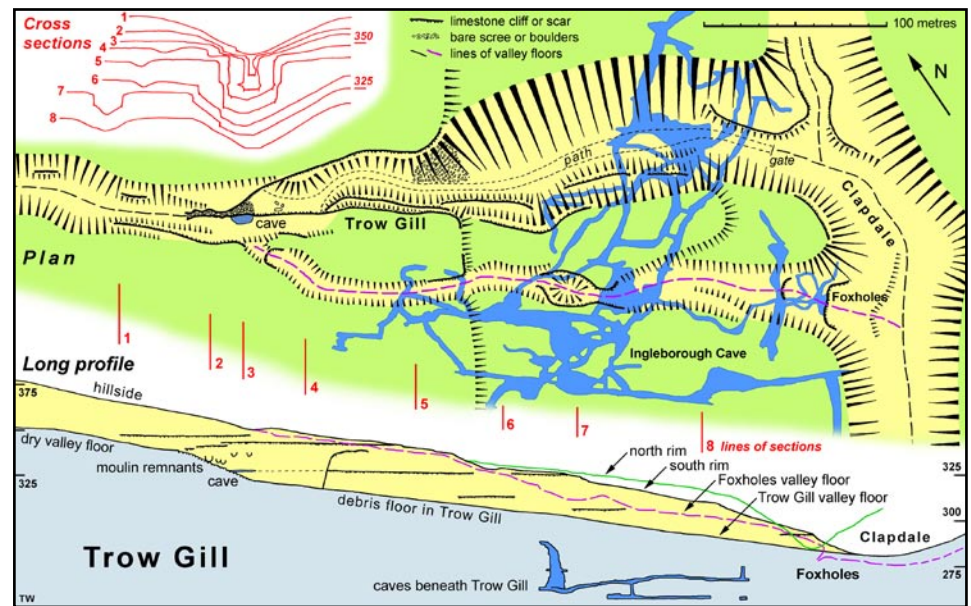 Cross
sections
1
2
3
4
5
6
7
8
350
325
limestone cliff or scar
bare scree or boulders
lines of valley floors
100 metres
N
path
gate
Clapdale
cave
Trow Gill
Plan
Foxholes
Ingleborough Cave
1
2
3
4
5
6
7
8 lines of sections
Long profile
375
hillside
dry valley floor
moulin remnants
325
cave
debris floor in Trow Gill
north rim
south rim
Foxholes valley floor
Trow Gill valley floor
325
300
Clapdale
275
Foxholes
Trow Gill
caves beneath Trow Gill
TW